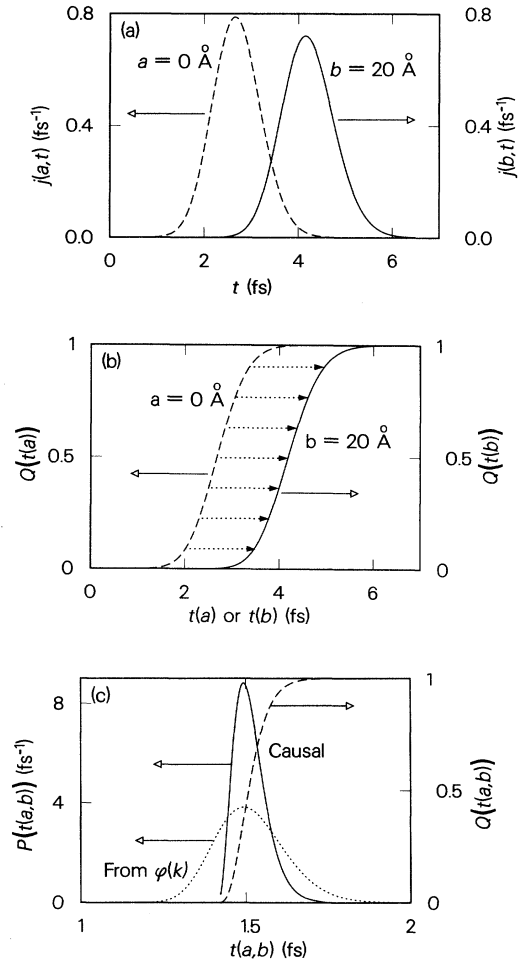 (a)
a = 0 Å
b = 20 Å
j(a,t) (fs⁻¹)
j(b,t) (fs⁻¹)
0.8
0.4
0.0
0.8
0.4
0.0
0 2 4 6
t (fs)
(b)
a = 0 Å
b = 20 Å
Q(t(a))
Q(t(b))
1
0.5
0
1
0.5
0
0 2 4 6
t(a) or t(b) (fs)
(c)
Causal
From φ(k)
P(t(a,b)) (fs⁻¹)
Q(t(a,b))
8
4
0
1
0.5
0
1 1.5 2
t(a,b) (fs)